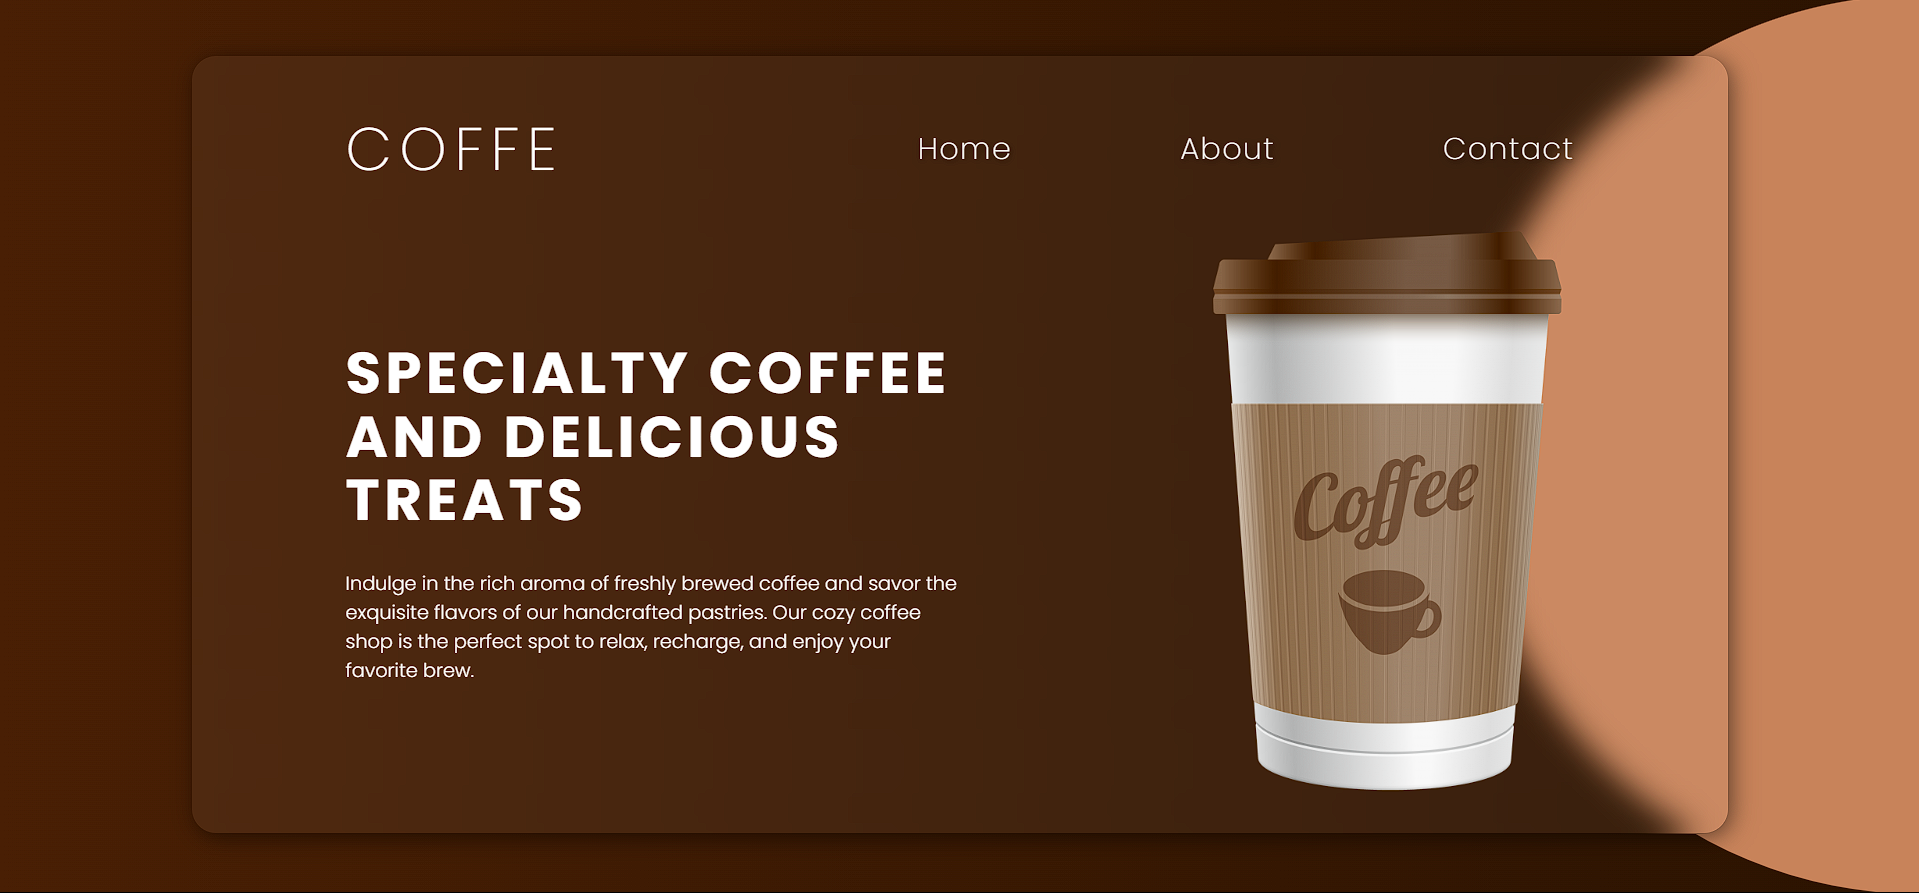 COFFE
Home
About
Contact
SPECIALTY COFFEE
AND DELICIOUS
TREATS
Indulge in the rich aroma of freshly brewed coffee and savor the
exquisite flavors of our handcrafted pastries. Our cozy coffee
shop is the perfect spot to relax, recharge, and enjoy your
favorite brew.
Coffee